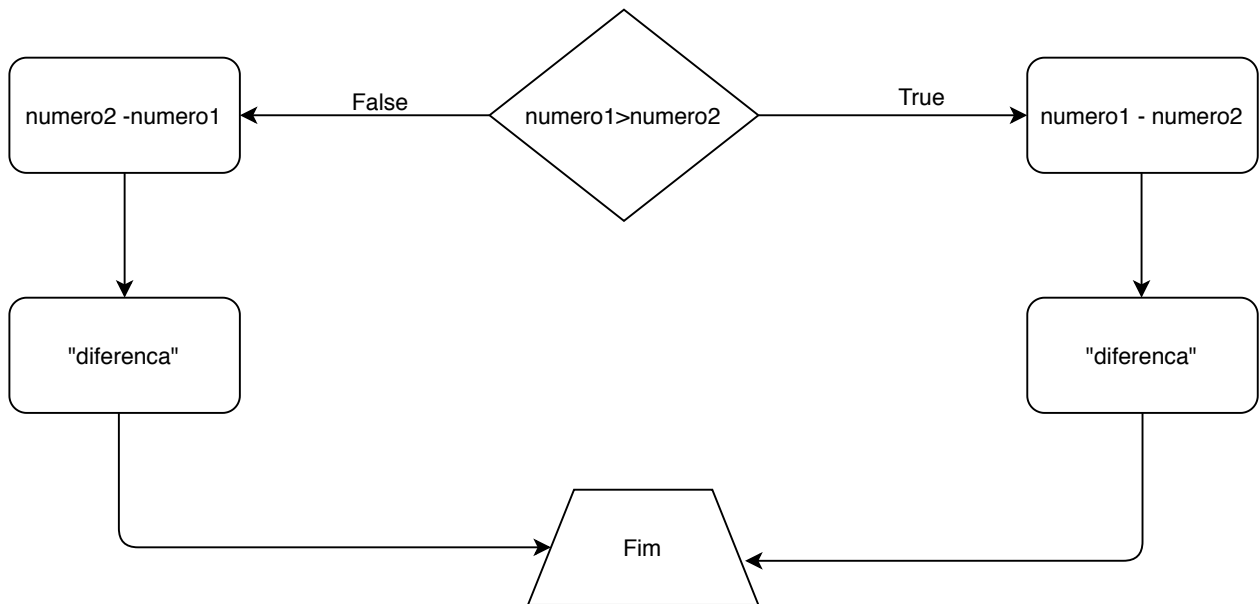 False
True
numero2 -numero1
numero1>numero2
numero1 - numero2
"diferenca"
"diferenca"
Fim